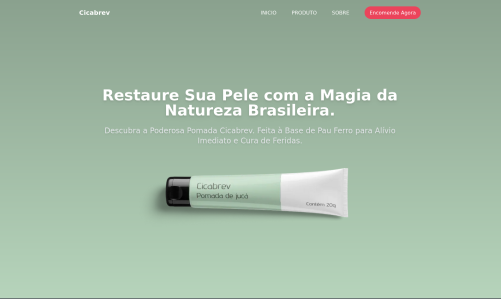 Cicabrev
INICIO PRODUTO SOBRE Encomende Agora
Restaure Sua Pele com a Magia da
Natureza Brasileira.
Descubra a Poderosa Pomada Cicabrev, Feita à Base de Pau Ferro para Alívio
Imediato e Cura de Feridas.
Cicabrev
Pomada de jucá
Contém 20g